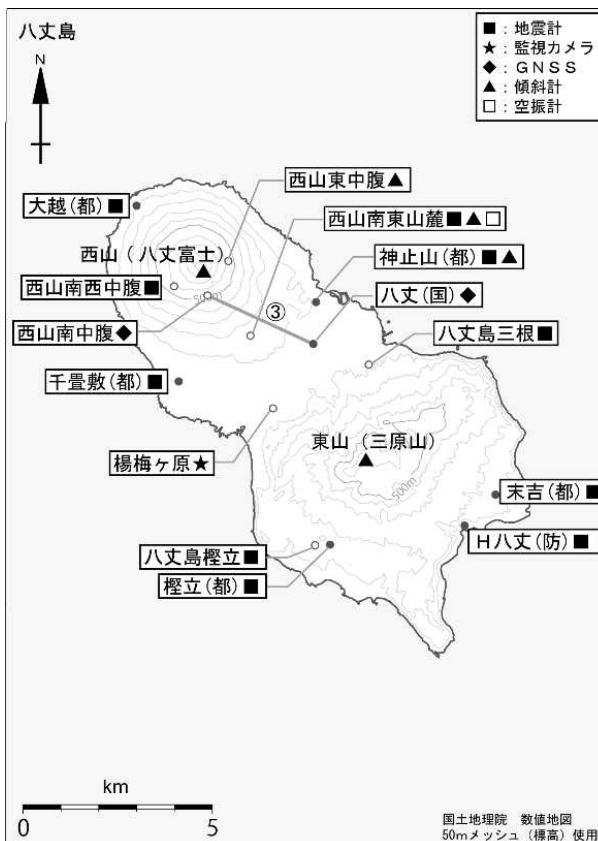 八丈島
■：地震計
★：監視カメラ
◆：ＧＮＳＳ
▲：傾斜計
□：空振計
N
西山東中腹▲
大越(都)■
西山南東山麓■▲□
西山（八丈富士）
神止山(都)■▲
西山南西中腹■
八丈(国)◆
③
西山南中腹◆
八丈島三根■
千畳敷(都)■
東山（三原山）
楊梅ヶ原★
500m
末吉(都)■
Ｈ八丈(防)■
八丈島樫立■
樫立(都)■
km
0 5
国土地理院　数値地図
50mメッシュ（標高）使用